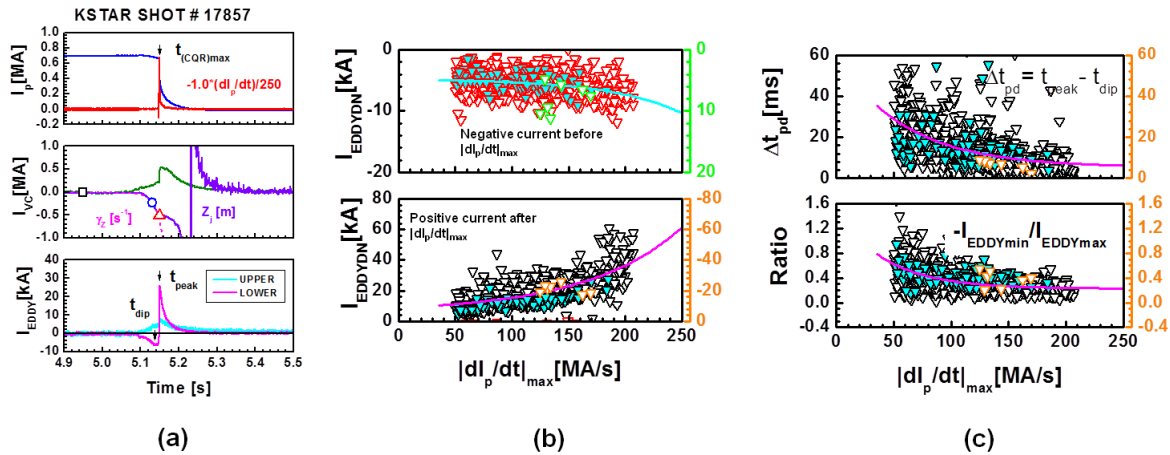 KSTAR SHOT # 17857
I_p[MA]
1.0
0.8
0.6
0.4
0.2
0.0
-0.2
t_(CQR)max
-1.0*(dI_p/dt)/250
I_VC[MA]
1.0
0.5
0.0
-0.5
-1.0
γ_Z [s^-1]
Z_j [m]
I_EDDY[kA]
40
30
20
10
0
-10
t_dip
t_peak
UPPER
LOWER
4.9 5.0 5.1 5.2 5.3 5.4 5.5
Time [s]
(a)
I_EDDYDN[kA]
0
-5
-10
-15
-20
Negative current before
|dI_p/dt|_max
0
5
10
15
20
I_EDDYDN[kA]
80
60
40
20
0
Positive current after
|dI_p/dt|_max
-80
-60
-40
-20
0
0 50 100 150 200 250
|dI_p/dt|_max[MA/s]
(b)
Δt_pd[ms]
60
40
20
0
Δt_pd = t_peak - t_dip
60
50
40
30
20
10
0
Ratio
1.6
1.2
0.8
0.4
0.0
-0.4
-I_EDDYmin/I_EDDYmax
1.6
1.2
0.8
0.4
0.0
-0.4
0 50 100 150 200 250
|dI_p/dt|_max[MA/s]
(c)